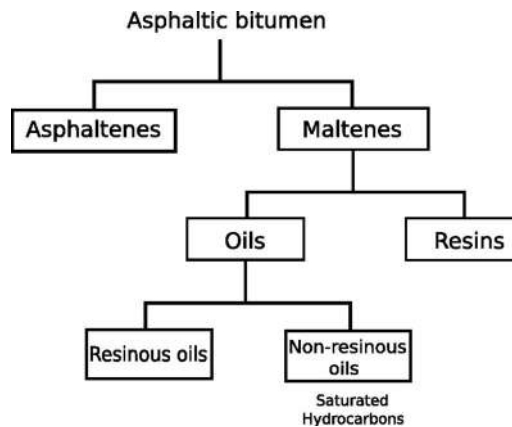 Asphaltic bitumen
Asphaltenes
Maltenes
Oils
Resins
Resinous oils
Non-resinous
oils
Saturated
Hydrocarbons